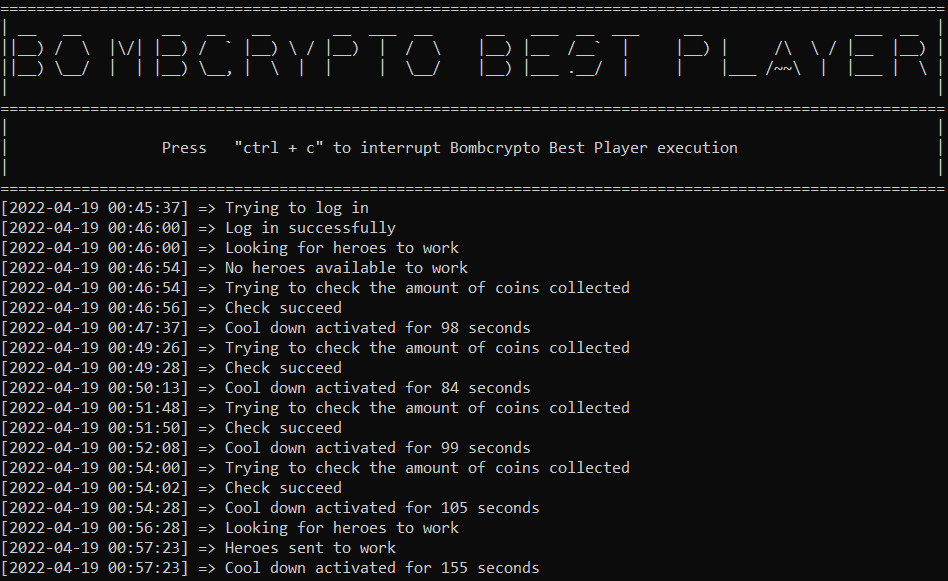 BOMBCRYPTO BEST PLAYER
Press "ctrl + c" to interrupt Bombcrypto Best Player execution
[2022-04-19 00:45:37] => Trying to log in
[2022-04-19 00:46:00] => Log in successfully
[2022-04-19 00:46:00] => Looking for heroes to work
[2022-04-19 00:46:54] => No heroes available to work
[2022-04-19 00:46:54] => Trying to check the amount of coins collected
[2022-04-19 00:46:56] => Check succeed
[2022-04-19 00:47:37] => Cool down activated for 98 seconds
[2022-04-19 00:49:26] => Trying to check the amount of coins collected
[2022-04-19 00:49:28] => Check succeed
[2022-04-19 00:50:13] => Cool down activated for 84 seconds
[2022-04-19 00:51:48] => Trying to check the amount of coins collected
[2022-04-19 00:51:50] => Check succeed
[2022-04-19 00:52:08] => Cool down activated for 99 seconds
[2022-04-19 00:54:00] => Trying to check the amount of coins collected
[2022-04-19 00:54:02] => Check succeed
[2022-04-19 00:54:28] => Cool down activated for 105 seconds
[2022-04-19 00:56:28] => Looking for heroes to work
[2022-04-19 00:57:23] => Heroes sent to work
[2022-04-19 00:57:23] => Cool down activated for 155 seconds